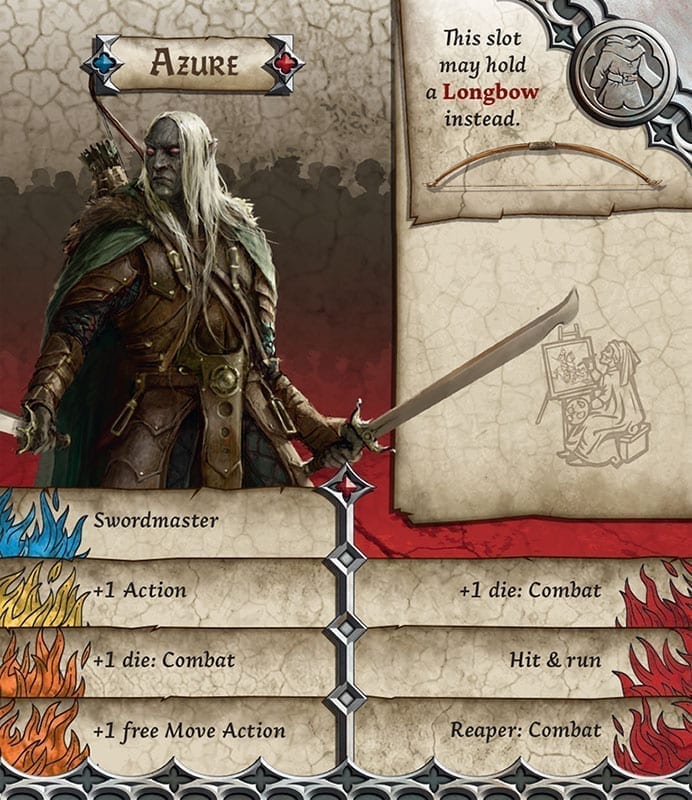 Azure
This slot
may hold
a Longbow
instead.
Swordmaster
+1 Action
+1 die: Combat
+1 free Move Action
+1 die: Combat
Hit & run
Reaper: Combat